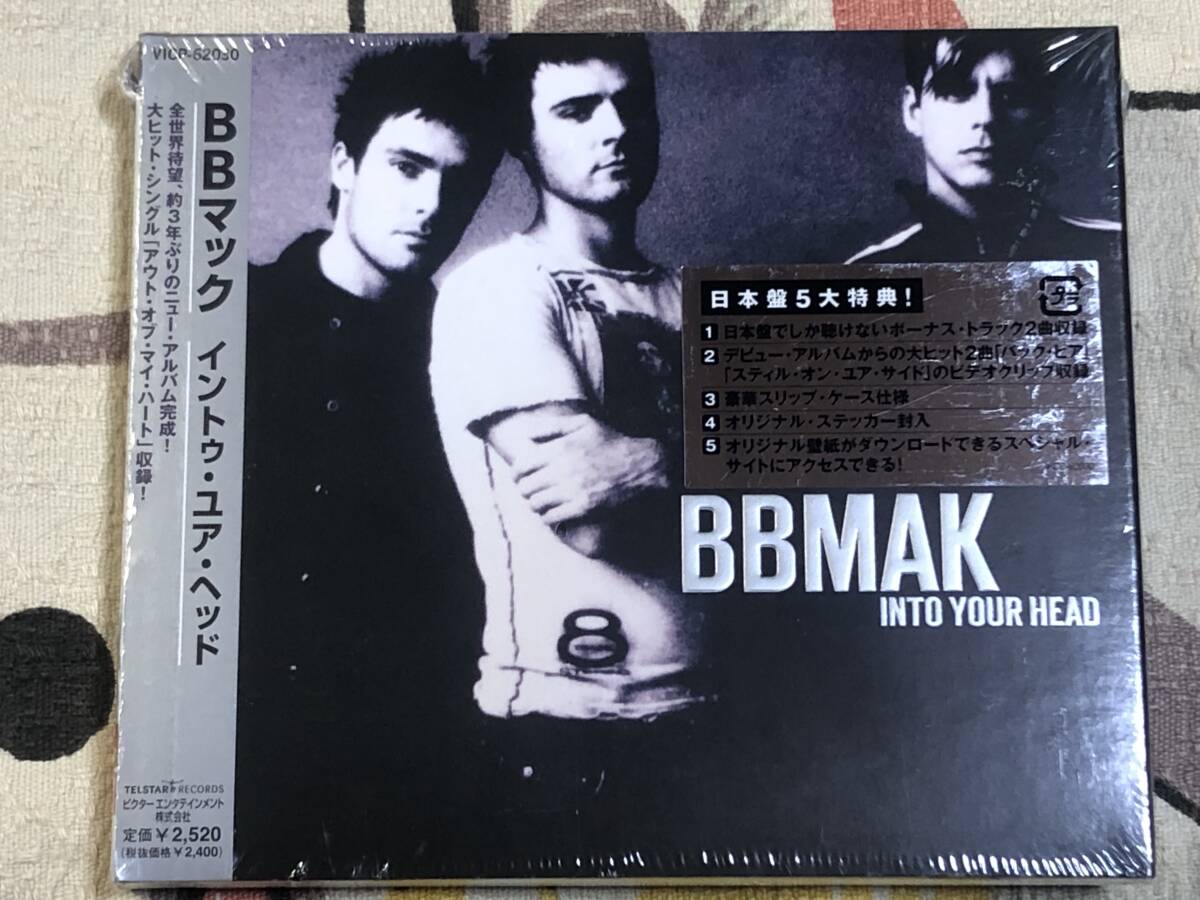 VICP-62030
BBマック イントゥ・ユア・ヘッド
全世界待望、約3年ぶりのニュー・アルバム完成!
大ヒット・シングル「アウト・オブ・マイ・ハート」収録!
TELSTAR RECORDS
ビクターエンタテインメント
株式会社
定価￥2,520
(税抜価格￥2,400)
日本盤5大特典!
1 日本盤でしか聴けないボーナス・トラック2曲収録
2 デビュー・アルバムからの大ヒット2曲「バック・ヒア」
「スティル・オン・ユア・サイド」のビデオクリップ収録
3 豪華スリップ・ケース仕様
4 オリジナル・ステッカー封入
5 オリジナル壁紙がダウンロードできるスペシャル・
サイトにアクセスできる!
BBMAK
INTO YOUR HEAD
8